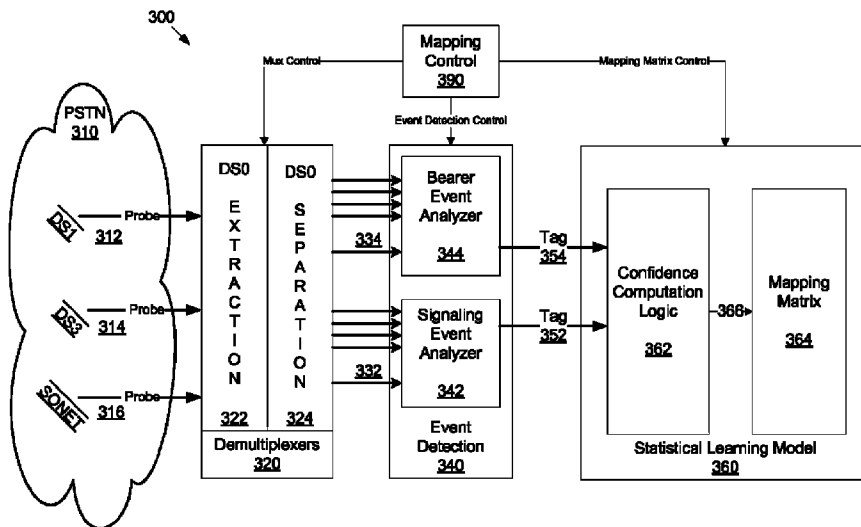 300
Mapping
Control
390
Mux Control
Mapping Matrix Control
Event Detection Control
PSTN
310
DS1
Probe
312
DS3
Probe
314
SONET
Probe
316
DS0
EXTRACTION
322
DS0
SEPARATION
324
Demultiplexers
320
334
332
Bearer
Event
Analyzer
344
Signaling
Event
Analyzer
342
Event
Detection
340
Tag
354
Tag
352
Confidence
Computation
Logic
362
366
Mapping
Matrix
364
Statistical Learning Model
360